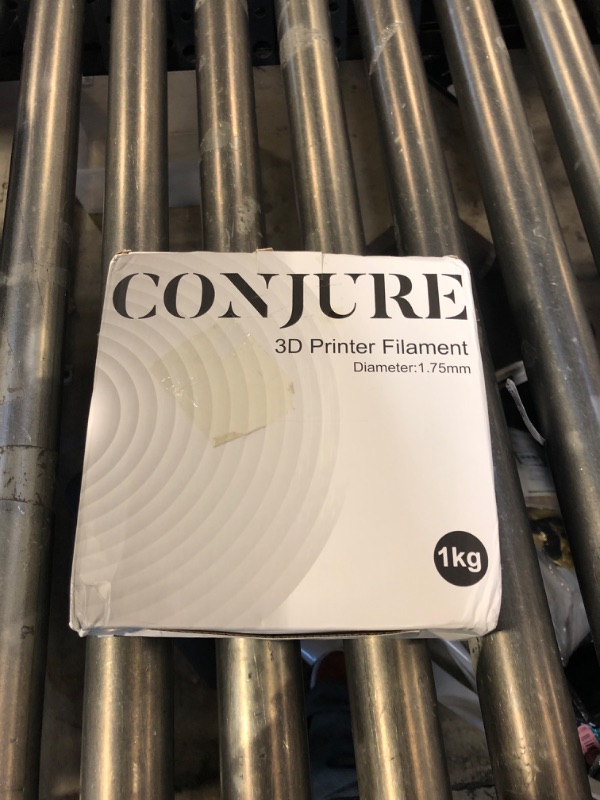 CONJURE
3D Printer Filament
Diameter:1.75mm
1kg